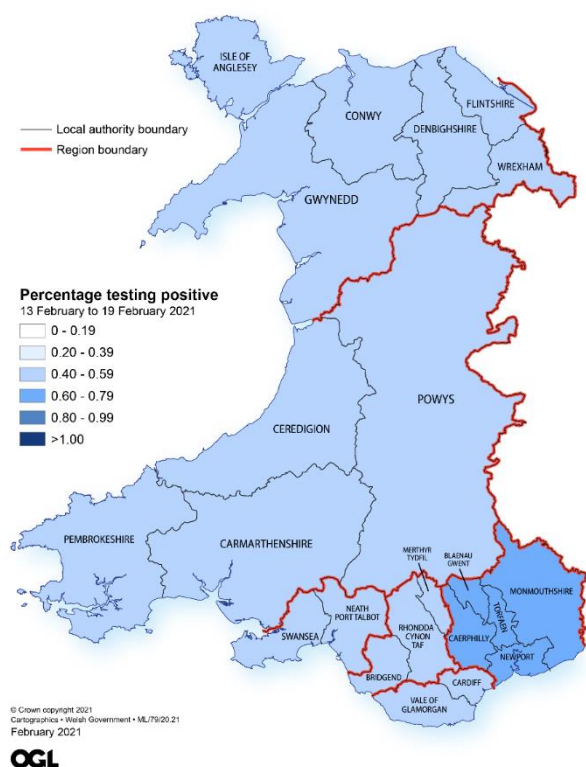 ISLE OF
ANGLESEY
CONWY
FLINTSHIRE
DENBIGHSHIRE
WREXHAM
GWYNEDD
Local authority boundary
Region boundary
Percentage testing positive
13 February to 19 February 2021
0 - 0.19
0.20 - 0.39
0.40 - 0.59
0.60 - 0.79
0.80 - 0.99
>1.00
POWYS
CEREDIGION
PEMBROKESHIRE
CARMARTHENSHIRE
MERTHYR
TYDFIL
BLAENAU
GWENT
MONMOUTHSHIRE
SWANSEA
NEATH
PORT TALBOT
RHONDDA
CYNON
TAF
CAERPHILLY
TORFAEN
NEWPORT
BRIDGEND
CARDIFF
VALE OF
GLAMORGAN
© Crown copyright 2021
Cartographics • Welsh Government • ML/79/20.21
February 2021
OGL